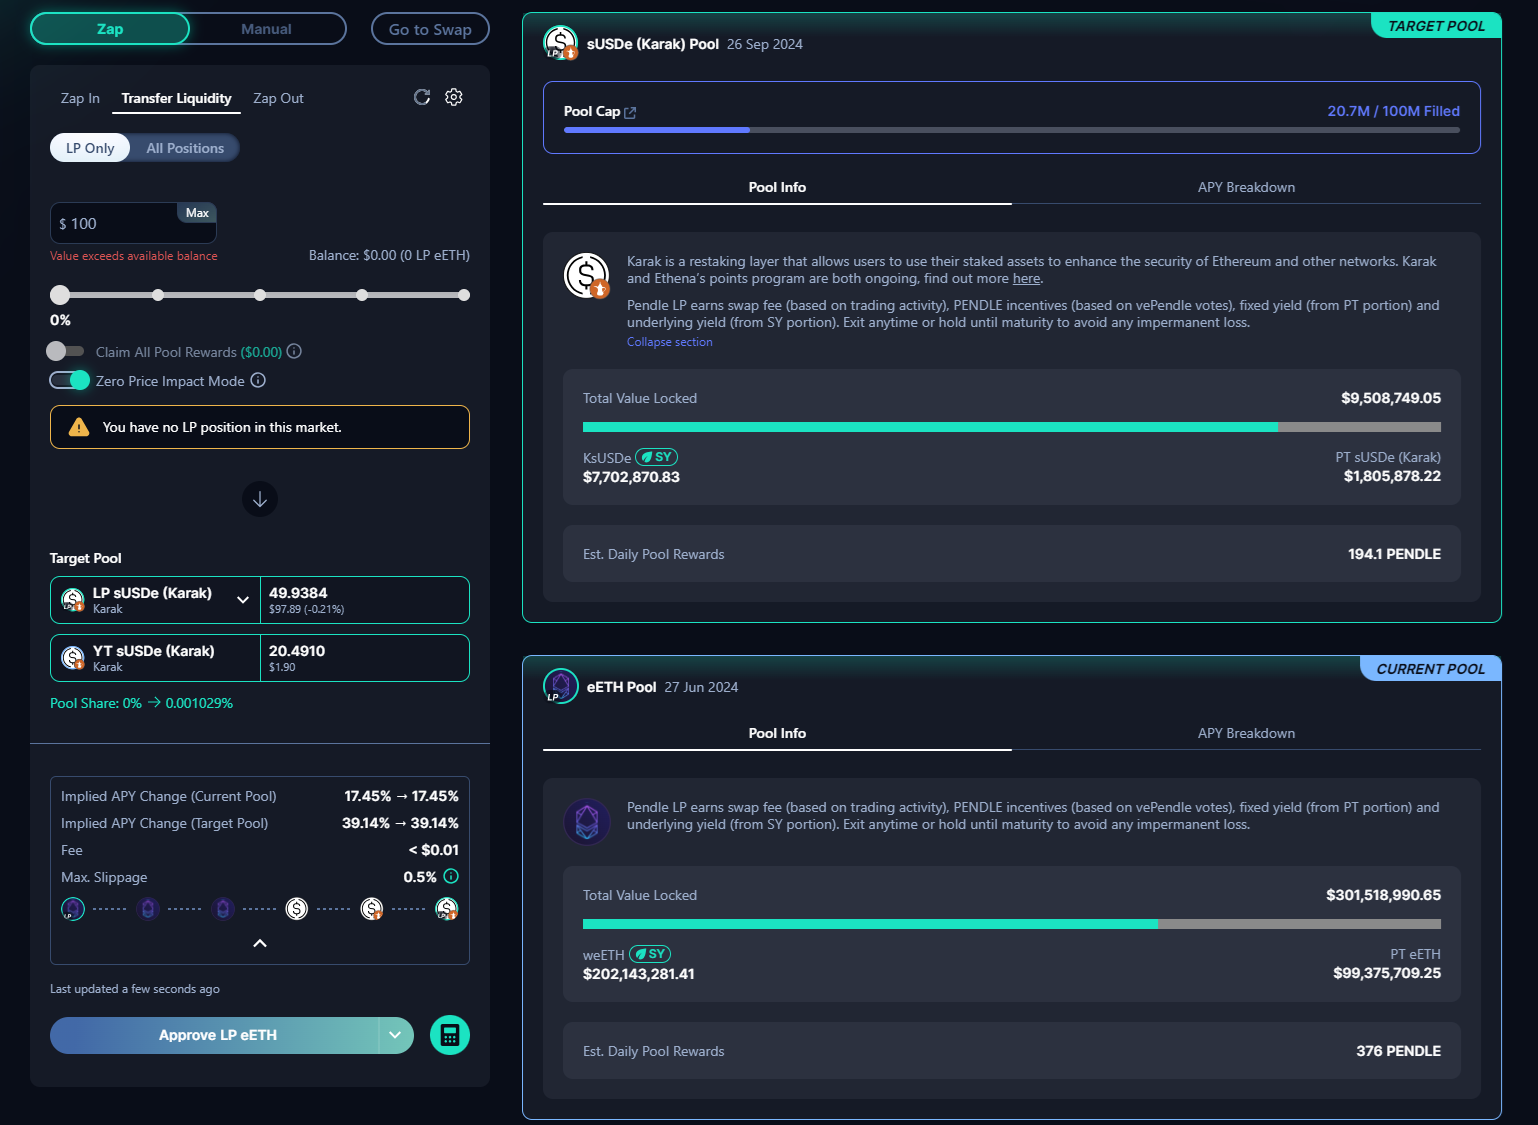 Zap
Manual
Go to Swap
Zap In
Transfer Liquidity
Zap Out
LP Only
All Positions
$ 100
Max
Value exceeds available balance
Balance: $0.00 (0 LP eETH)
0%
Claim All Pool Rewards ($0.00)
Zero Price Impact Mode
You have no LP position in this market.
Target Pool
LP sUSDe (Karak)
Karak
49.9384
$97.89 (-0.21%)
YT sUSDe (Karak)
Karak
20.4910
$1.90
Pool Share: 0% → 0.001029%
Implied APY Change (Current Pool) 17.45% → 17.45%
Implied APY Change (Target Pool) 39.14% → 39.14%
Fee < $0.01
Max. Slippage 0.5%
LP
LP
Last updated a few seconds ago
Approve LP eETH
TARGET POOL
LP
sUSDe (Karak) Pool 26 Sep 2024
Pool Cap 20.7M / 100M Filled
Pool Info
APY Breakdown
Karak is a restaking layer that allows users to use their staked assets to enhance the security of Ethereum and other networks. Karak
and Ethena's points program are both ongoing, find out more here.
Pendle LP earns swap fee (based on trading activity), PENDLE incentives (based on vePendle votes), fixed yield (from PT portion) and
underlying yield (from SY portion). Exit anytime or hold until maturity to avoid any impermanent loss.
Collapse section
Total Value Locked $9,508,749.05
KsUSDe SY
$7,702,870.83
PT sUSDe (Karak)
$1,805,878.22
Est. Daily Pool Rewards 194.1 PENDLE
CURRENT POOL
LP
eETH Pool 27 Jun 2024
Pool Info
APY Breakdown
Pendle LP earns swap fee (based on trading activity), PENDLE incentives (based on vePendle votes), fixed yield (from PT portion) and
underlying yield (from SY portion). Exit anytime or hold until maturity to avoid any impermanent loss.
Total Value Locked $301,518,990.65
weETH SY
$202,143,281.41
PT eETH
$99,375,709.25
Est. Daily Pool Rewards 376 PENDLE